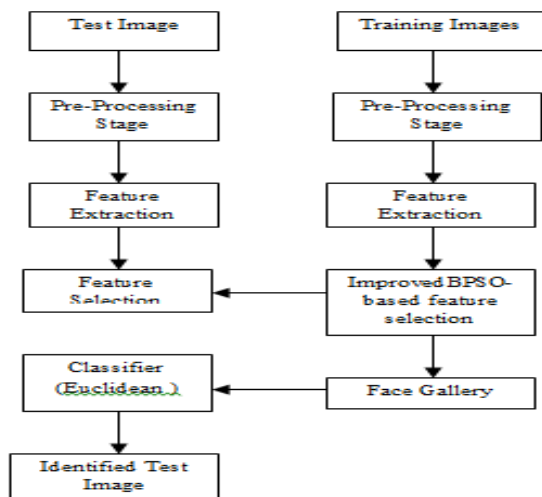 Test Image
Training Images
Pre-Processing
Stage
Pre-Processing
Stage
Feature
Extraction
Feature
Extraction
Feature
Selection
Improved BPSO-
based feature
selection
Classifier
(Euclidean )
Face Gallery
Identified Test
Image